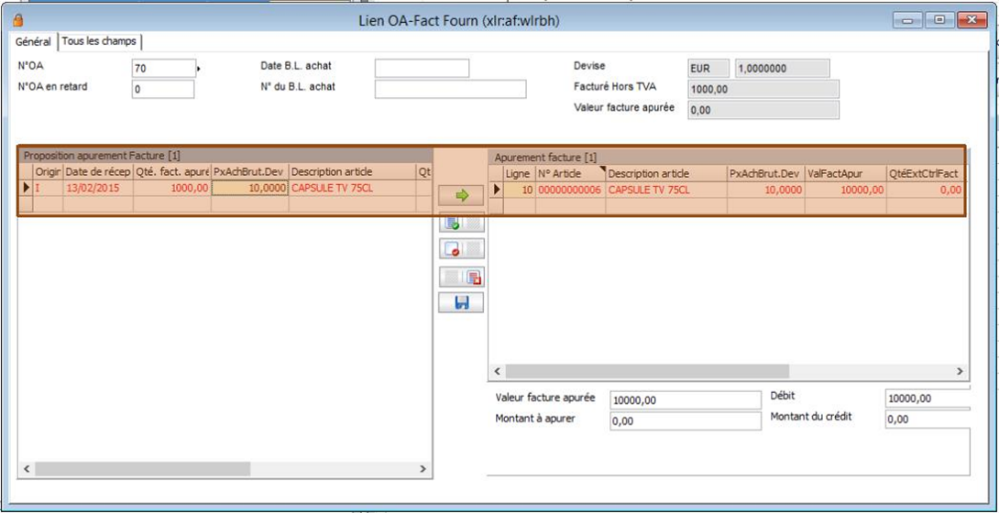 Lien OA-Fact Fourn (xlr:af:wlrbh)
Général Tous les champs
N°OA 70 Date B.L. achat Devise EUR 1,0000000
N°OA en retard 0 N° du B.L. achat Facturé Hors TVA 1000,00
Valeur facture apurée 0,00
Proposition apurement Facture [1] Apurement facture [1]
Origir Date de récep Qté. fact. apuré PxAchBrut.Dev Description article Qt Ligne N° Article Description article PxAchBrut.Dev ValFactApur QtéExtCtrlFact
I 13/02/2015 1000,00 10,0000 CAPSULE TV 75CL 10 00000000006 CAPSULE TV 75CL 10,0000 10000,00 0,00
Valeur facture apurée 10000,00 Débit 10000,00
Montant à apurer 0,00 Montant du crédit 0,00